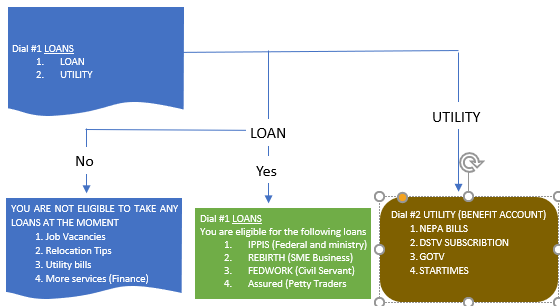 Dial #1 LOANS
1. LOAN
2. UTILITY
LOAN
UTILITY
No
Yes
YOU ARE NOT ELIGIBLE TO TAKE ANY
LOANS AT THE MOMENT
1. Job Vacancies
2. Relocation Tips
3. Utility bills
4. More services (Finance)
Dial #1 LOANS
You are eligible for the following loans
1. IPPIS (Federal and ministry)
2. REBIRTH (SME Business)
3. FEDWORK (Civil Servant)
4. Assured (Petty Traders
Dial #2 UTILITY (BENEFIT ACCOUNT)
1. NEPA BILLS
2. DSTV SUBSCRIBTION
3. GOTV
4. STARTIMES